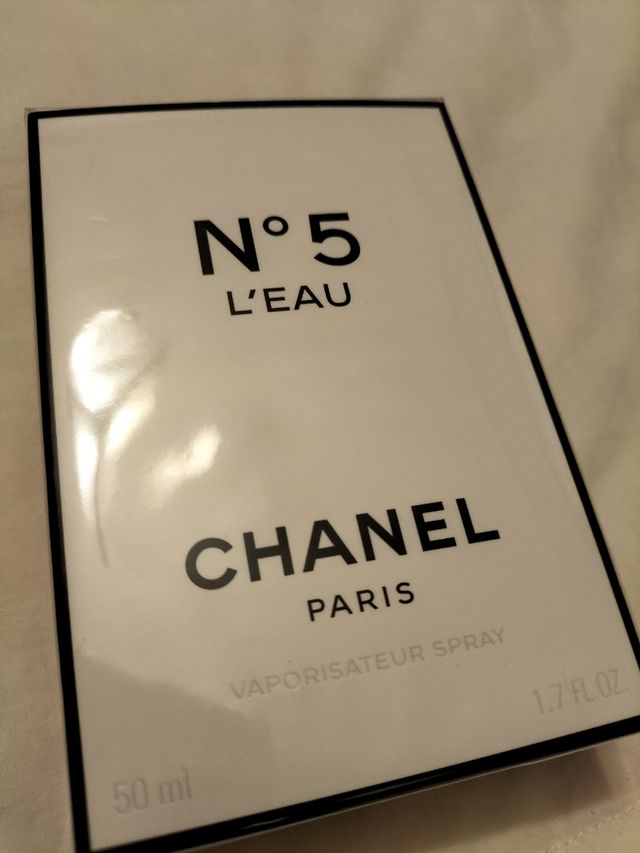 N° 5
L'EAU
CHANEL
PARIS
VAPORISATEUR SPRAY
50 ml
1.7 FL.OZ.